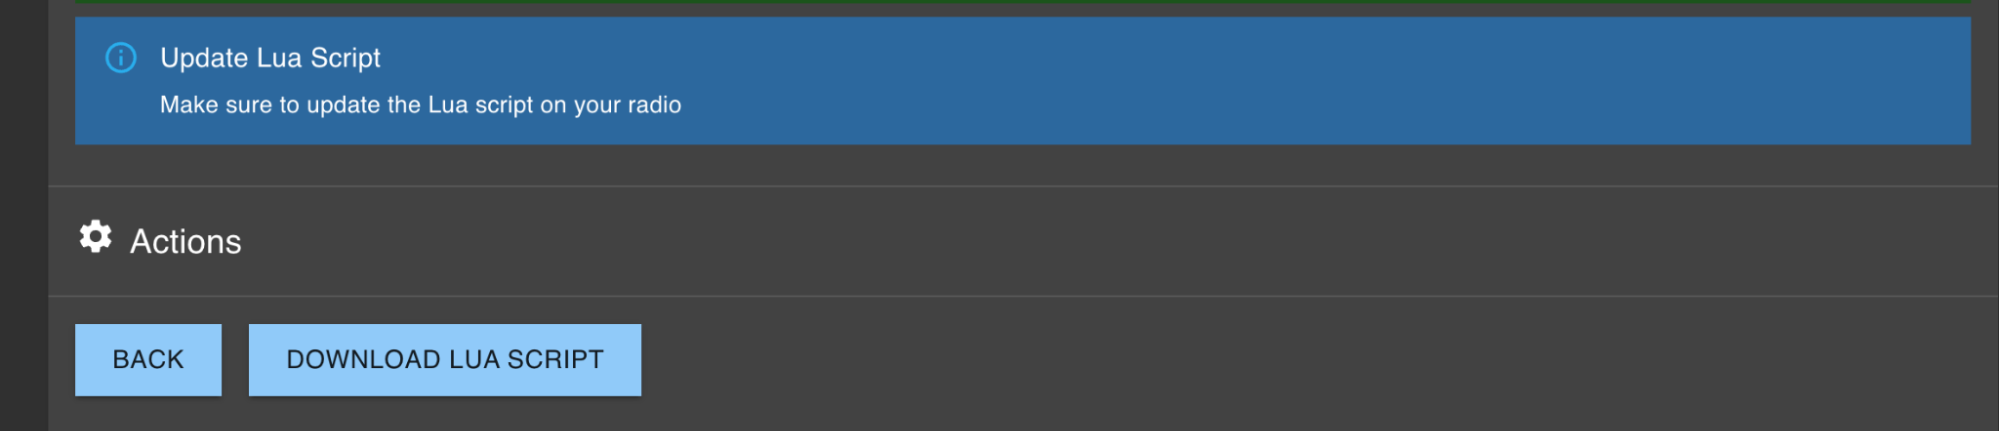 Update Lua Script
Make sure to update the Lua script on your radio
Actions
BACK
DOWNLOAD LUA SCRIPT